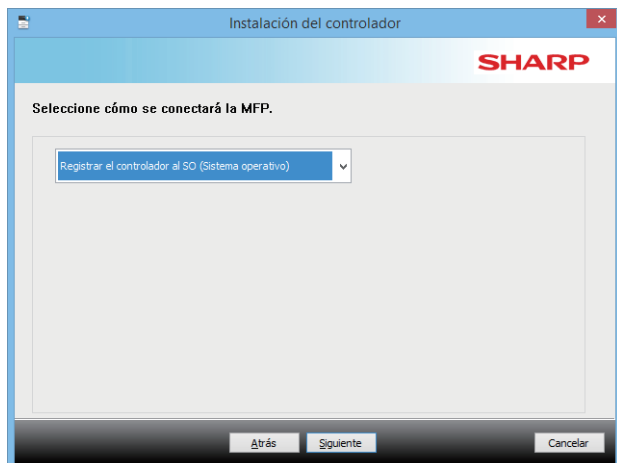 Instalación del controlador
SHARP
Seleccione cómo se conectará la MFP.
Registrar el controlador al SO (Sistema operativo)
Atrás Siguiente Cancelar